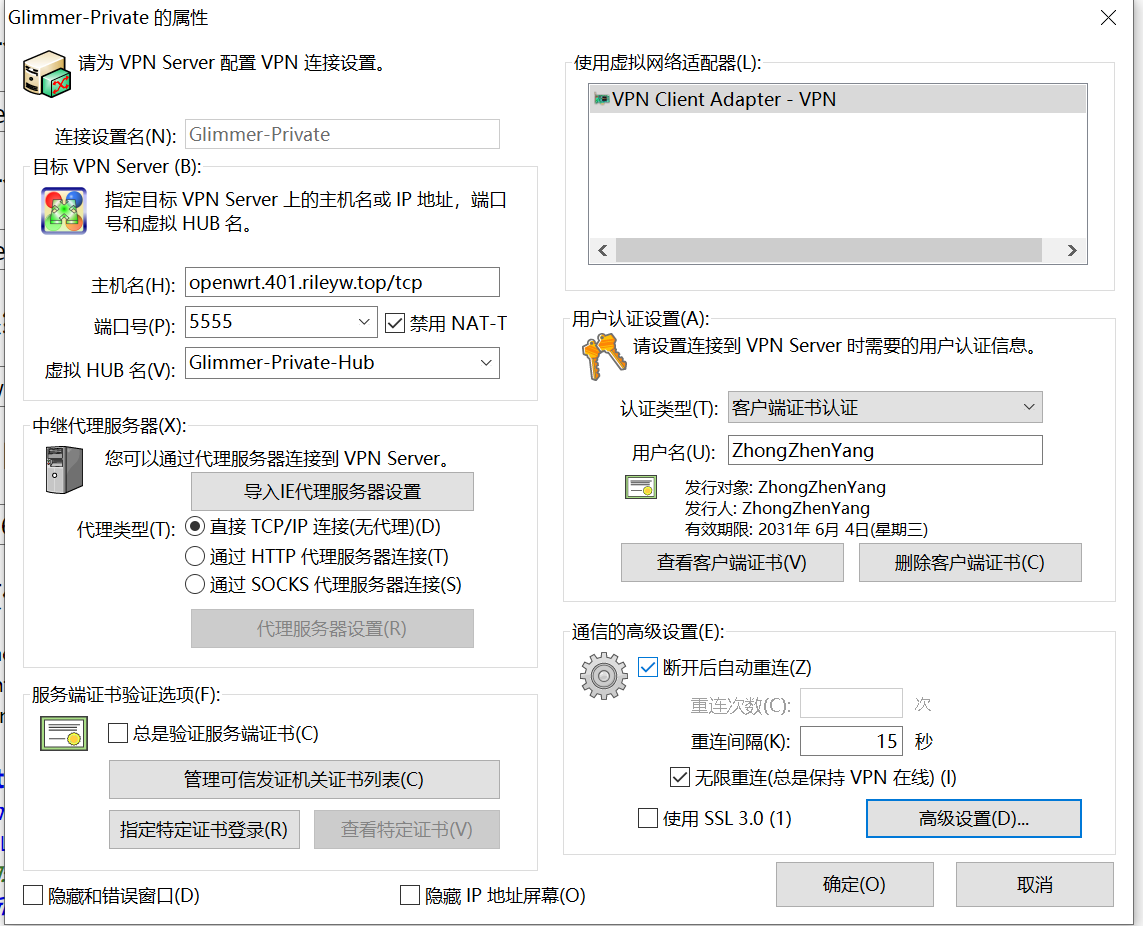 Glimmer-Private 的属性
请为 VPN Server 配置 VPN 连接设置。
连接设置名(N):
Glimmer-Private
目标 VPN Server (B):
指定目标 VPN Server 上的主机名或 IP 地址，端口
号和虚拟 HUB 名。
主机名(H):
openwrt.401.rileyw.top/tcp
端口号(P):
5555
禁用 NAT-T
虚拟 HUB 名(V):
Glimmer-Private-Hub
中继代理服务器(X):
您可以通过代理服务器连接到 VPN Server。
导入IE代理服务器设置
代理类型(T):
直接 TCP/IP 连接(无代理)(D)
通过 HTTP 代理服务器连接(T)
通过 SOCKS 代理服务器连接(S)
代理服务器设置(R)
服务端证书验证选项(F):
总是验证服务端证书(C)
管理可信发证机关证书列表(C)
指定特定证书登录(R)
查看特定证书(V)
隐藏和错误窗口(D)
隐藏 IP 地址屏幕(O)
使用虚拟网络适配器(L):
VPN Client Adapter - VPN
用户认证设置(A):
请设置连接到 VPN Server 时需要的用户认证信息。
认证类型(T):
客户端证书认证
用户名(U):
ZhongZhenYang
发行对象: ZhongZhenYang
发行人: ZhongZhenYang
有效期限: 2031年 6月 4日(星期三)
查看客户端证书(V)
删除客户端证书(C)
通信的高级设置(E):
断开后自动重连(Z)
重连次数(C):
次
重连间隔(K):
15
秒
无限重连(总是保持 VPN 在线) (I)
使用 SSL 3.0 (1)
高级设置(D)...
确定(O)
取消